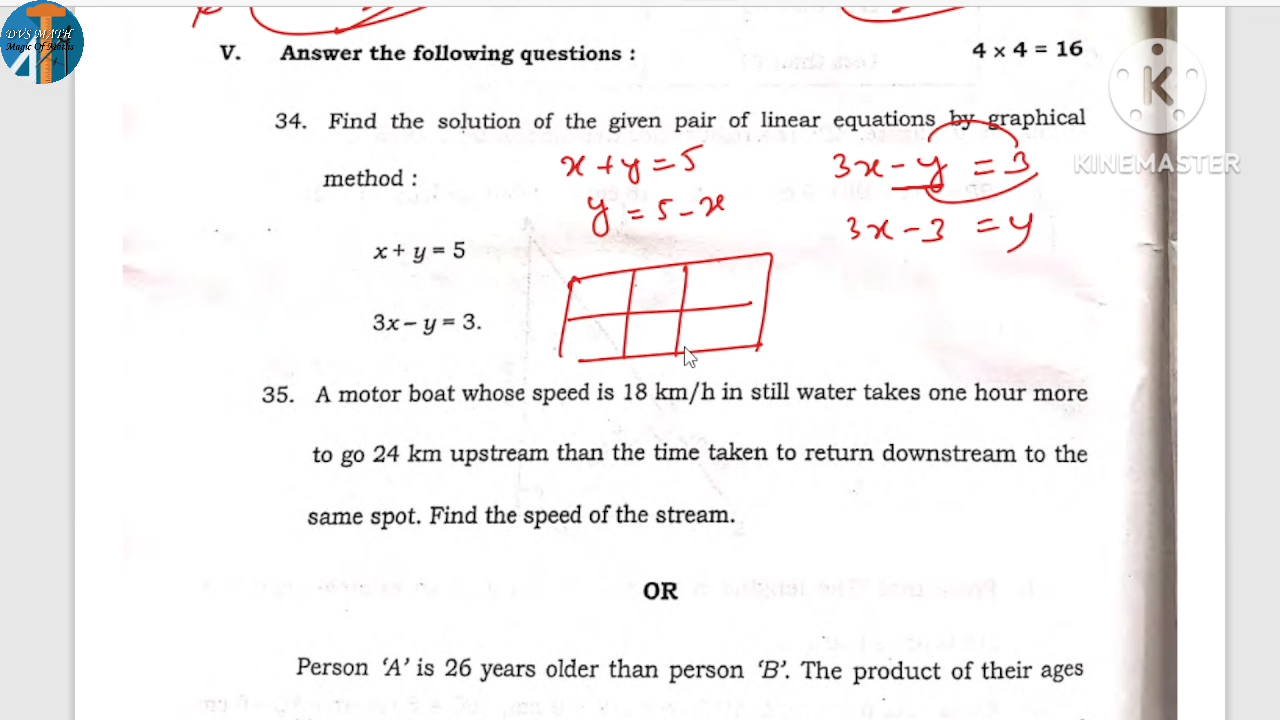 DVS MATH
Magic Of Maths
V. Answer the following questions : 4 × 4 = 16
34. Find the solution of the given pair of linear equations by graphical
method :
x + y = 5
y = 5 - x
3x - y = 3
3x - 3 = y
x + y = 5
3x – y = 3.
K
KINEMASTER
35. A motor boat whose speed is 18 km/h in still water takes one hour more
to go 24 km upstream than the time taken to return downstream to the
same spot. Find the speed of the stream.
OR
Person ‘A’ is 26 years older than person ‘B’. The product of their ages